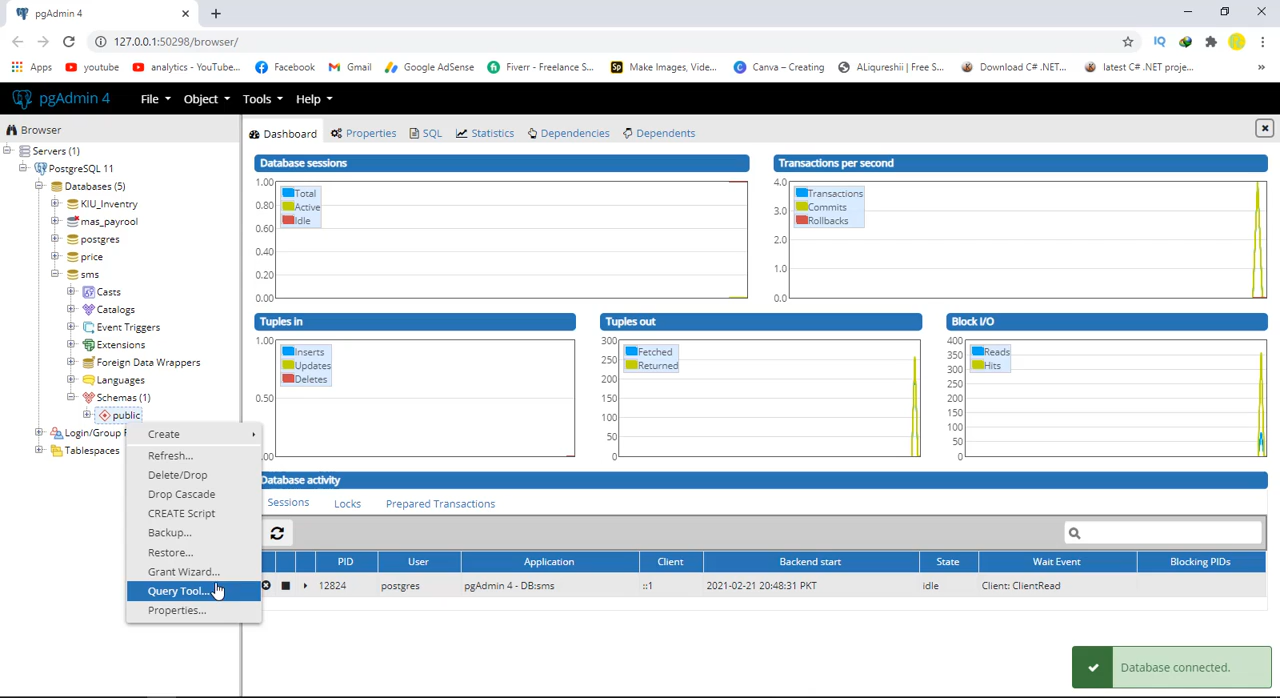 pgAdmin 4
127.0.0.1:50298/browser/
Apps youtube analytics - YouTube... Facebook Gmail Google AdSense Fiverr - Freelance S... Make Images, Vide... Canva – Creating ALiqureshii | Free S... Download C# .NET... latest C# .NET proje... »
pgAdmin 4 File Object Tools Help
Browser
Dashboard Properties SQL Statistics Dependencies Dependents
Servers (1)
PostgreSQL 11
Databases (5)
KIU_Inventry
mas_payrool
postgres
price
sms
Casts
Catalogs
Event Triggers
Extensions
Foreign Data Wrappers
Languages
Schemas (1)
public
Login/Group
Tablespaces
Create
Refresh...
Delete/Drop
Drop Cascade
CREATE Script
Backup...
Restore...
Grant Wizard...
Query Tool...
Properties...
Database sessions
1.00
0.80
0.60
0.40
0.20
0.00
Total
Active
Idle
Transactions per second
4.0
3.0
2.0
1.0
0.0
Transactions
Commits
Rollbacks
Tuples in
1.00
0.50
.00
Inserts
Updates
Deletes
Tuples out
300
250
200
150
100
50
0
Fetched
Returned
Block I/O
400
350
300
250
200
150
100
50
0
Reads
Hits
Database activity
Sessions Locks Prepared Transactions
PID User Application Client Backend start State Wait Event Blocking PIDs
12824 postgres pgAdmin 4 - DB:sms ::1 2021-02-21 20:48:31 PKT idle Client: ClientRead
Database connected.